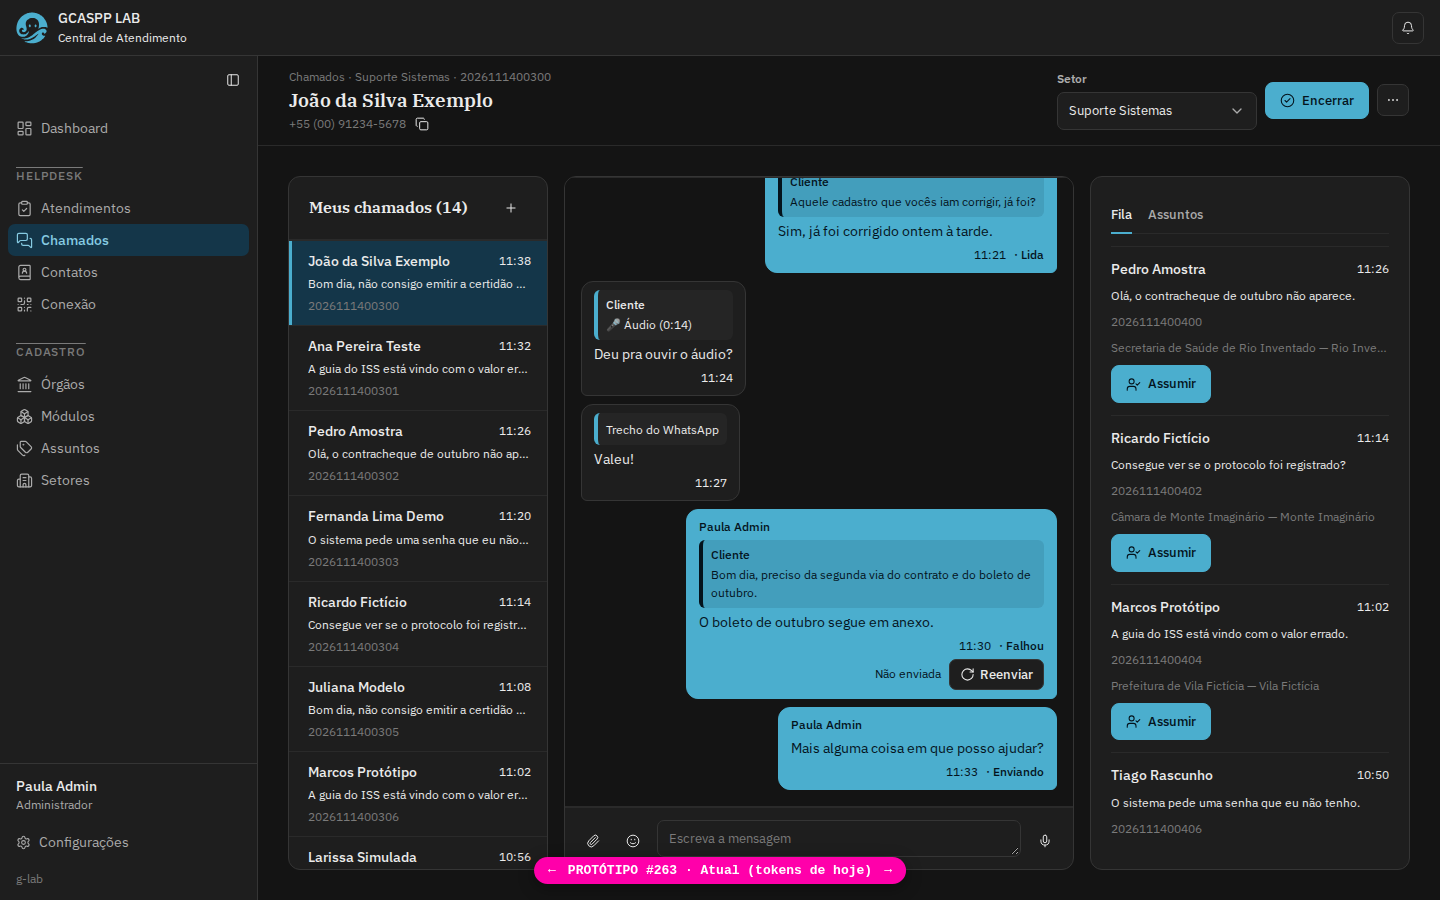 GCASPP LAB
Central de Atendimento
Dashboard
HELPDESK
Atendimentos
Chamados
Contatos
Conexão
CADASTRO
Órgãos
Módulos
Assuntos
Setores
Paula Admin
Administrador
Configurações
g-lab
Chamados · Suporte Sistemas · 2026111400300
João da Silva Exemplo
+55 (00) 91234-5678
Setor
Suporte Sistemas
Encerrar
Meus chamados (14)
João da Silva Exemplo 11:38
Bom dia, não consigo emitir a certidão ...
2026111400300
Ana Pereira Teste 11:32
A guia do ISS está vindo com o valor er...
2026111400301
Pedro Amostra 11:26
Olá, o contracheque de outubro não ap...
2026111400302
Fernanda Lima Demo 11:20
O sistema pede uma senha que eu não...
2026111400303
Ricardo Fictício 11:14
Consegue ver se o protocolo foi registr...
2026111400304
Juliana Modelo 11:08
Bom dia, não consigo emitir a certidão ...
2026111400305
Marcos Protótipo 11:02
A guia do ISS está vindo com o valor er...
2026111400306
Larissa Simulada 10:56
Cliente
Aquele cadastro que vocês iam corrigir, já foi?
Sim, já foi corrigido ontem à tarde.
11:21 · Lida
Cliente
🎤 Áudio (0:14)
Deu pra ouvir o áudio?
11:24
Trecho do WhatsApp
Valeu!
11:27
Paula Admin
Cliente
Bom dia, preciso da segunda via do contrato e do boleto de
outubro.
O boleto de outubro segue em anexo.
11:30 · Falhou
Não enviada Reenviar
Paula Admin
Mais alguma coisa em que posso ajudar?
11:33 · Enviando
Escreva a mensagem
Fila Assuntos
Pedro Amostra 11:26
Olá, o contracheque de outubro não aparece.
2026111400400
Secretaria de Saúde de Rio Inventado — Rio Inve...
Assumir
Ricardo Fictício 11:14
Consegue ver se o protocolo foi registrado?
2026111400402
Câmara de Monte Imaginário — Monte Imaginário
Assumir
Marcos Protótipo 11:02
A guia do ISS está vindo com o valor errado.
2026111400404
Prefeitura de Vila Fictícia — Vila Fictícia
Assumir
Tiago Rascunho 10:50
O sistema pede uma senha que eu não tenho.
2026111400406
← PROTÓTIPO #263 · Atual (tokens de hoje) →